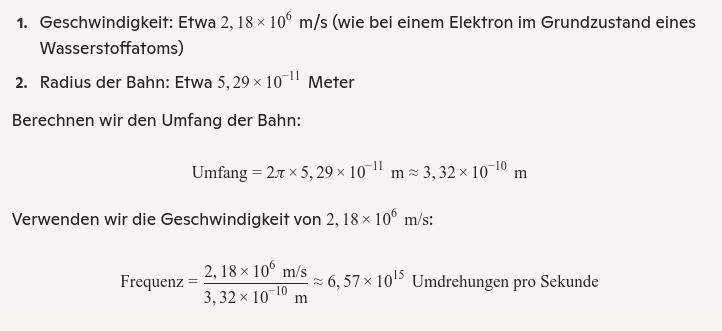 1. Geschwindigkeit: Etwa 2, 18 × 10⁶ m/s (wie bei einem Elektron im Grundzustand eines
Wasserstoffatoms)
2. Radius der Bahn: Etwa 5, 29 × 10⁻¹¹ Meter
Berechnen wir den Umfang der Bahn:
Umfang = 2π × 5, 29 × 10⁻¹¹ m ≈ 3, 32 × 10⁻¹⁰ m
Verwenden wir die Geschwindigkeit von 2, 18 × 10⁶ m/s:
2, 18 × 10⁶ m/s
Frequenz = ≈ 6, 57 × 10¹⁵ Umdrehungen pro Sekunde
3, 32 × 10⁻¹⁰ m